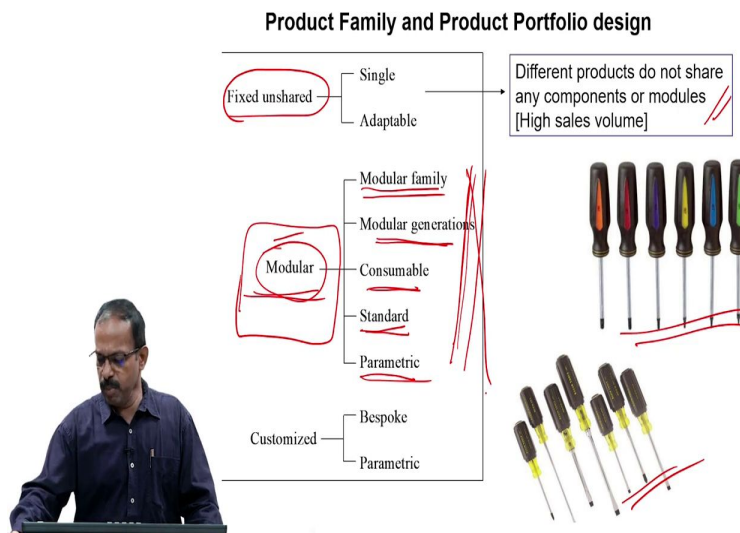 Product Family and Product Portfolio design
Fixed unshared
Single
Adaptable
Different products do not share
any components or modules
[High sales volume]
Modular
Modular family
Modular generations
Consumable
Standard
Parametric
Customized
Bespoke
Parametric